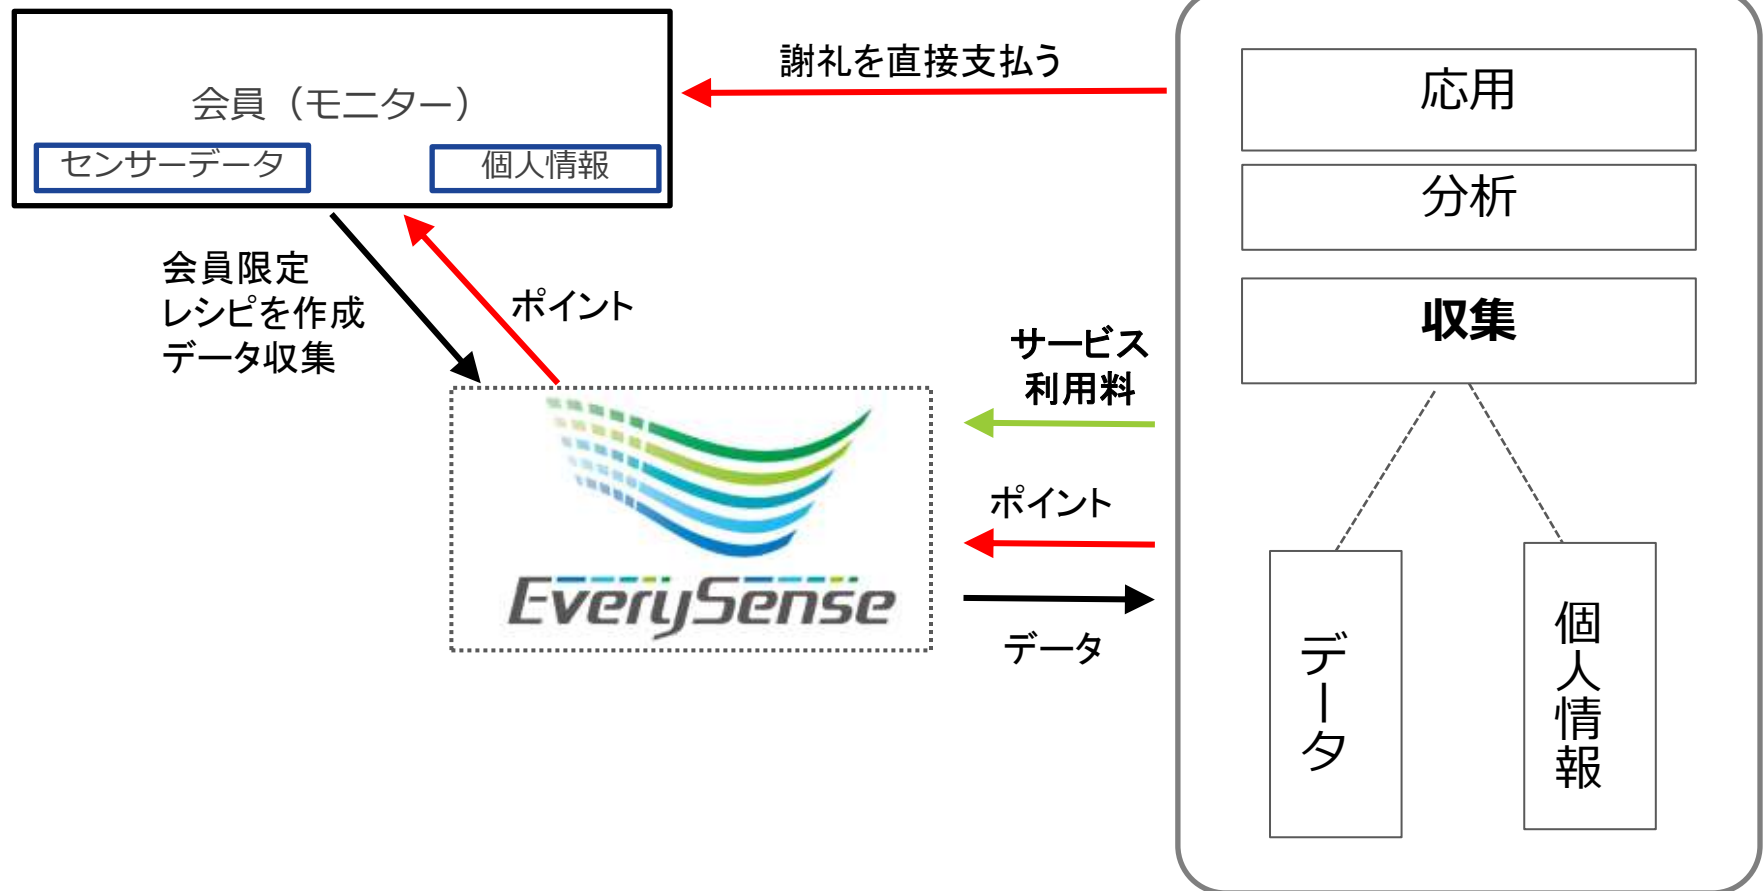 謝礼を直接支払う
会員（モニター）
センサーデータ
個人情報
会員限定
レシピを作成
データ収集
ポイント
EverySense
サービス
利用料
ポイント
データ
応用
分析
収集
データ
個人情報